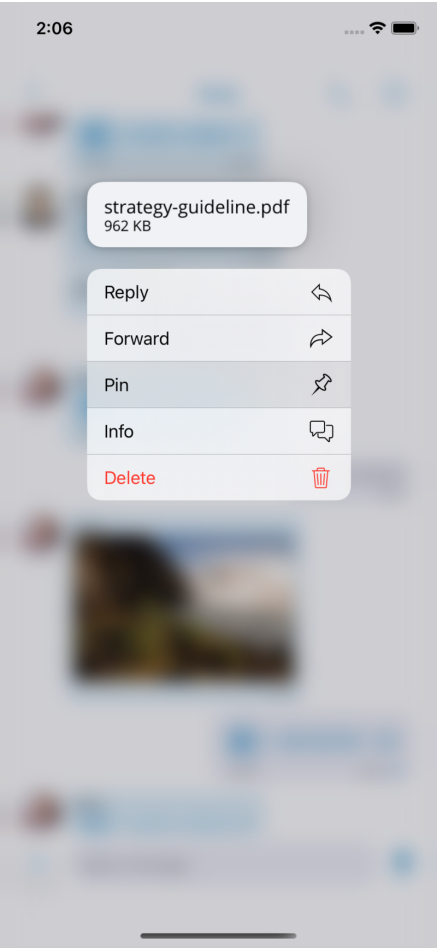 2:06
strategy-guideline.pdf
962 KB
Reply
Forward
Pin
Info
Delete